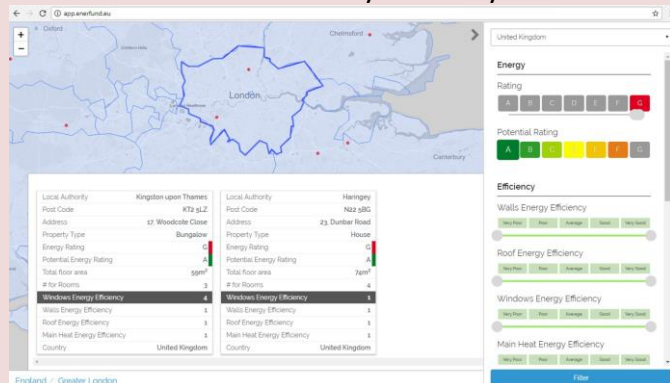 app.enerfund.eu
+
−
Oxford
Chelmsford
London
Canterbury
Local Authority Kingston upon Thames
Post Code KT2 5LZ
Address 17, Woodcote Close
Property Type Bungalow
Energy Rating G
Potential Energy Rating A
Total floor area 59m²
# for Rooms 3
Windows Energy Efficiency 4
Walls Energy Efficiency 1
Roof Energy Efficiency 1
Main Heat Energy Efficiency 1
Country United Kingdom
Local Authority Haringey
Post Code N22 5BG
Address 23, Dunbar Road
Property Type House
Energy Rating G
Potential Energy Rating A
Total floor area 74m²
# for Rooms 4
Windows Energy Efficiency 1
Walls Energy Efficiency 1
Roof Energy Efficiency 1
Main Heat Energy Efficiency 1
Country United Kingdom
England / Greater London
United Kingdom
Energy
Rating
A B C D E F G
Potential Rating
A B C D E F G
Efficiency
Walls Energy Efficiency
Very Poor Poor Average Good Very Good
Roof Energy Efficiency
Very Poor Poor Average Good Very Good
Windows Energy Efficiency
Very Poor Poor Average Good Very Good
Main Heat Energy Efficiency
Very Poor Poor Average Good Very Good
Filter